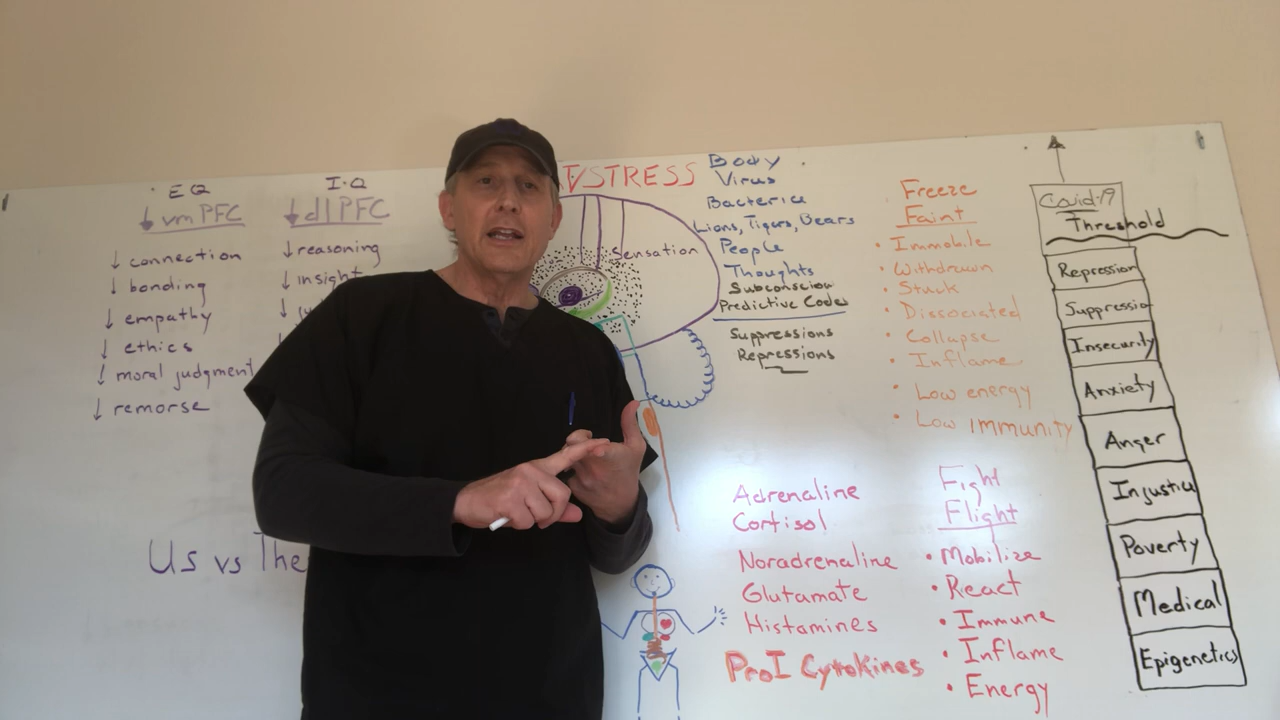 EQ
↓ vmPFC
↓ connection
↓ bonding
↓ empathy
↓ ethics
↓ moral judgment
↓ remorse
I.Q
↓ dlPFC
↓ reasoning
↓ insight
Us vs The
STRESS
Sensation
Body
Virus
Bacteria
Lions, Tigers, Bears
People
Thoughts
Subconscious
Predictive Codes
Suppressions
Repressions
Freeze
Faint
• Immobile
• Withdrawn
• Stuck
• Dissociated
• Collapse
• Inflame
• Low energy
• Low Immunity
Adrenaline
Cortisol
Noradrenaline
Glutamate
Histamines
ProI Cytokines
Fight
Flight
• Mobilize
• React
• Immune
• Inflame
• Energy
Covid-19
Threshold
Repression
Suppression
Insecurity
Anxiety
Anger
Injustice
Poverty
Medical
Epigenetics